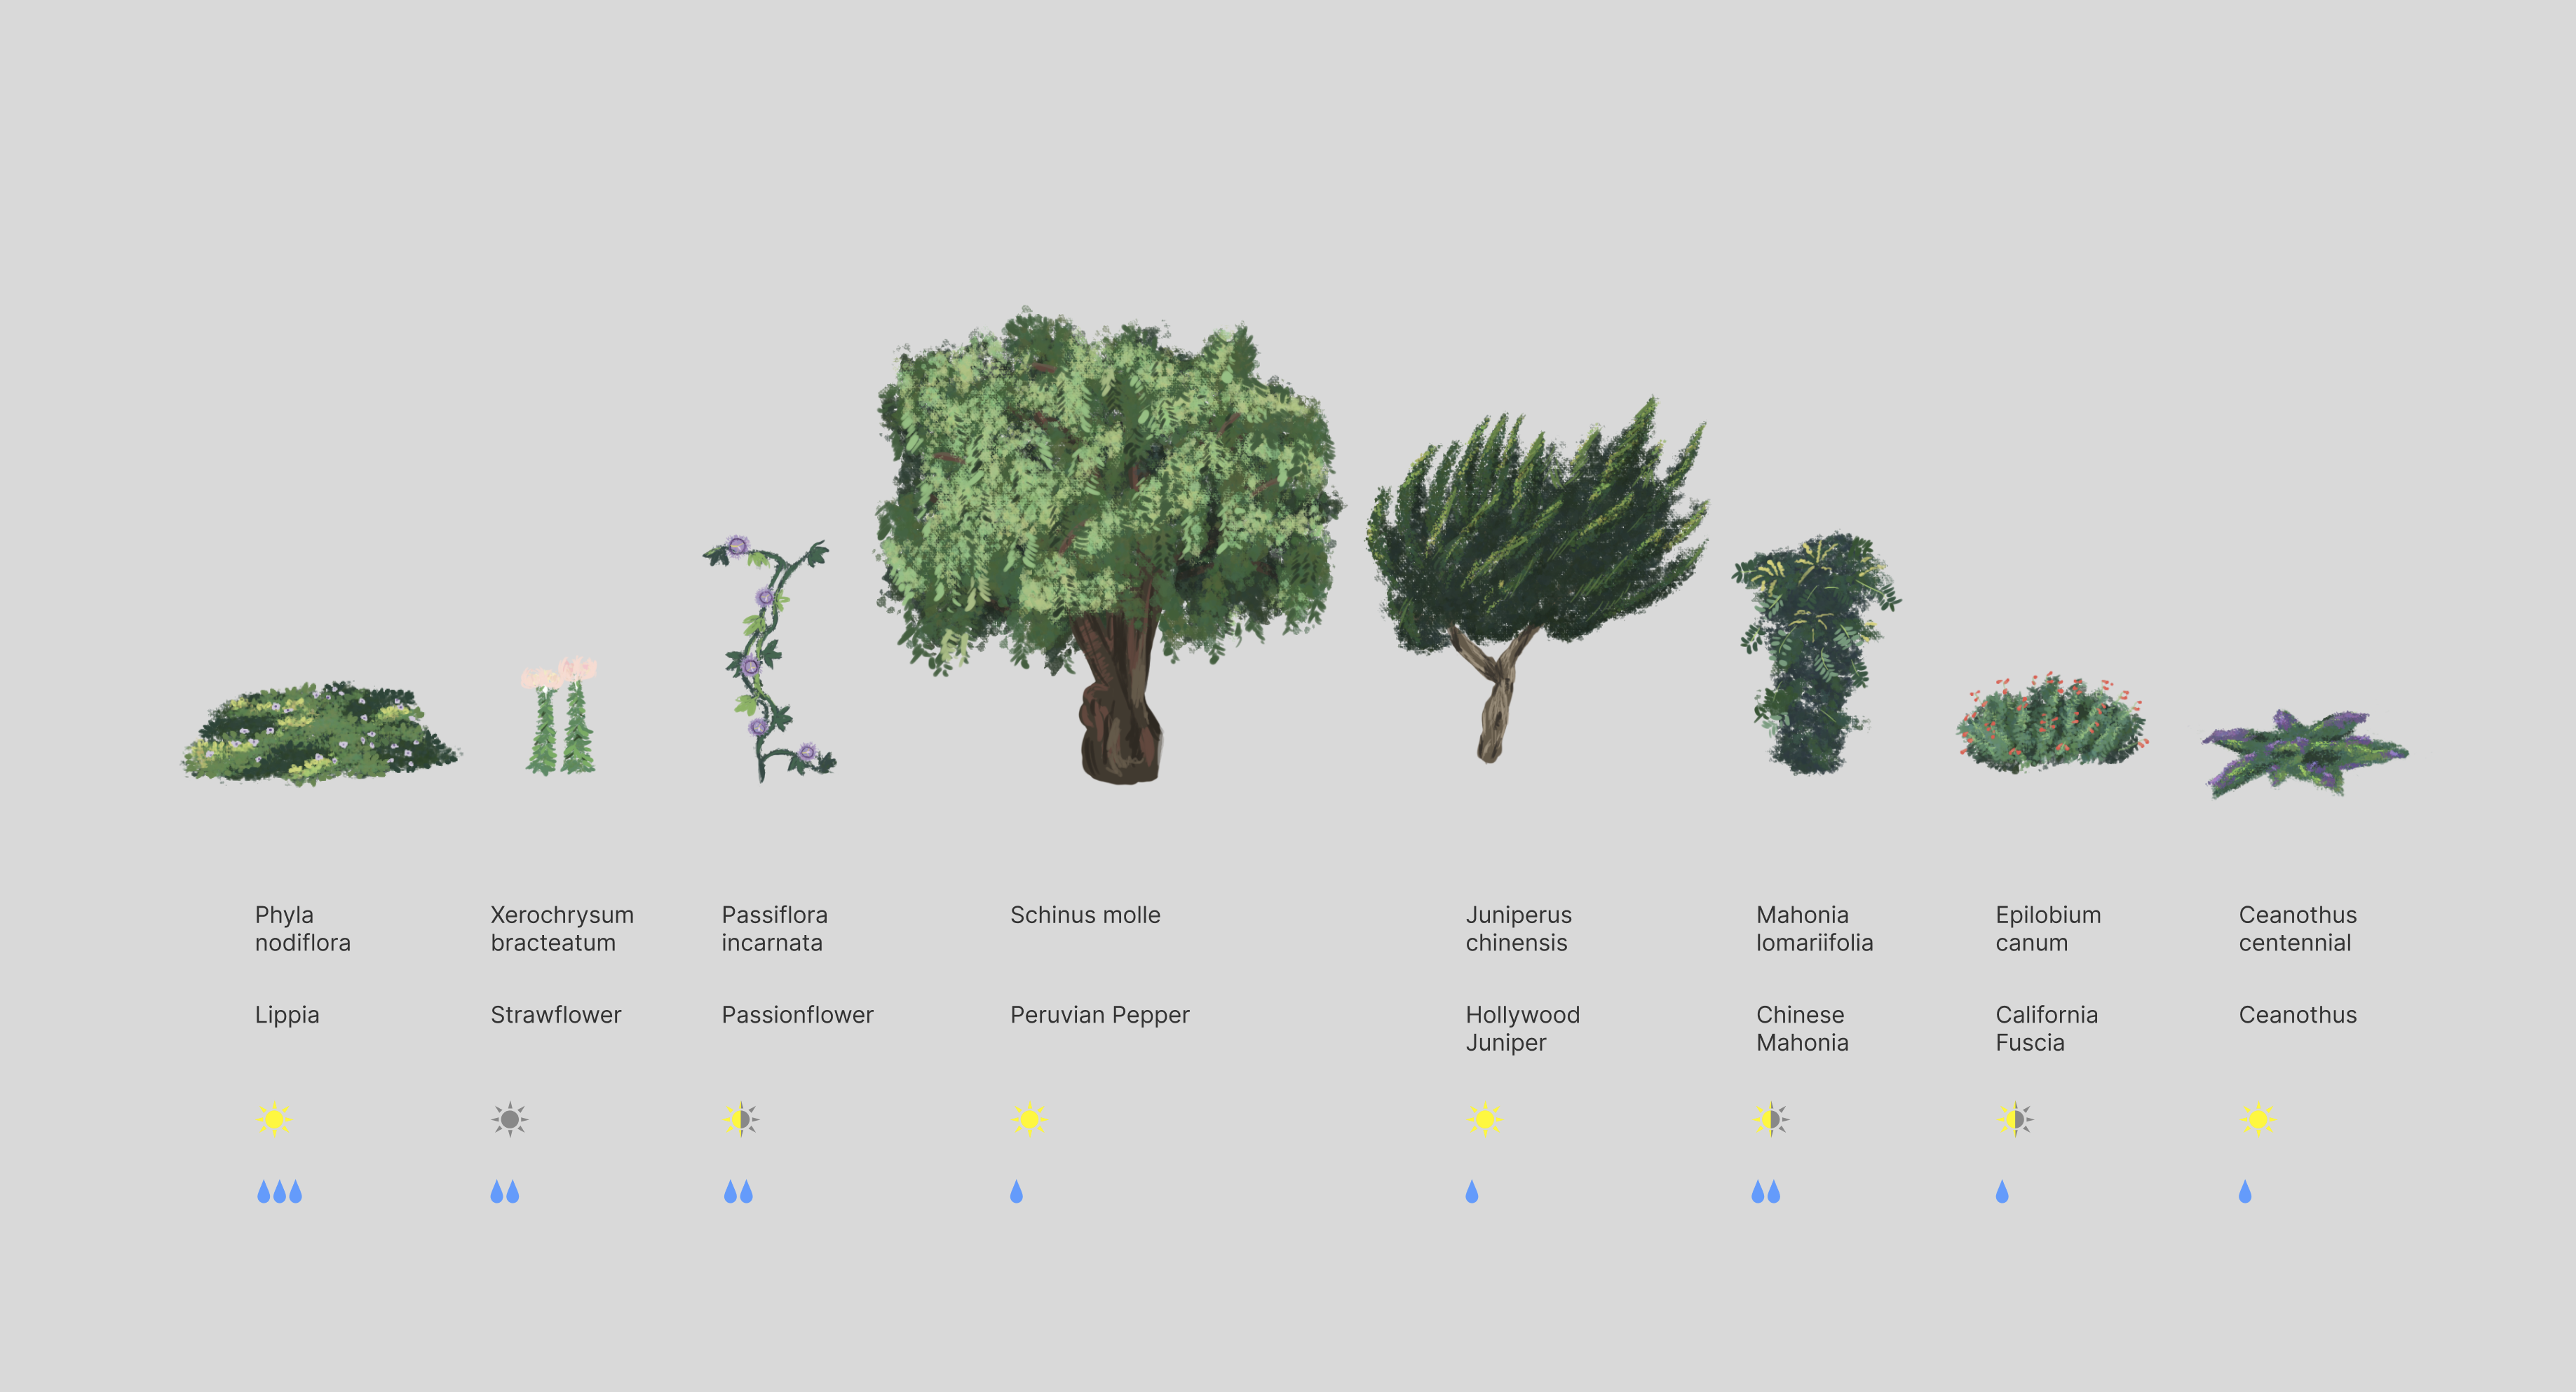 Phyla
nodiflora
Xerochrysum
bracteatum
Passiflora
incarnata
Schinus molle
Juniperus
chinensis
Mahonia
lomariifolia
Epilobium
canum
Ceanothus
centennial
Lippia
Strawflower
Passionflower
Peruvian Pepper
Hollywood
Juniper
Chinese
Mahonia
California
Fuscia
Ceanothus